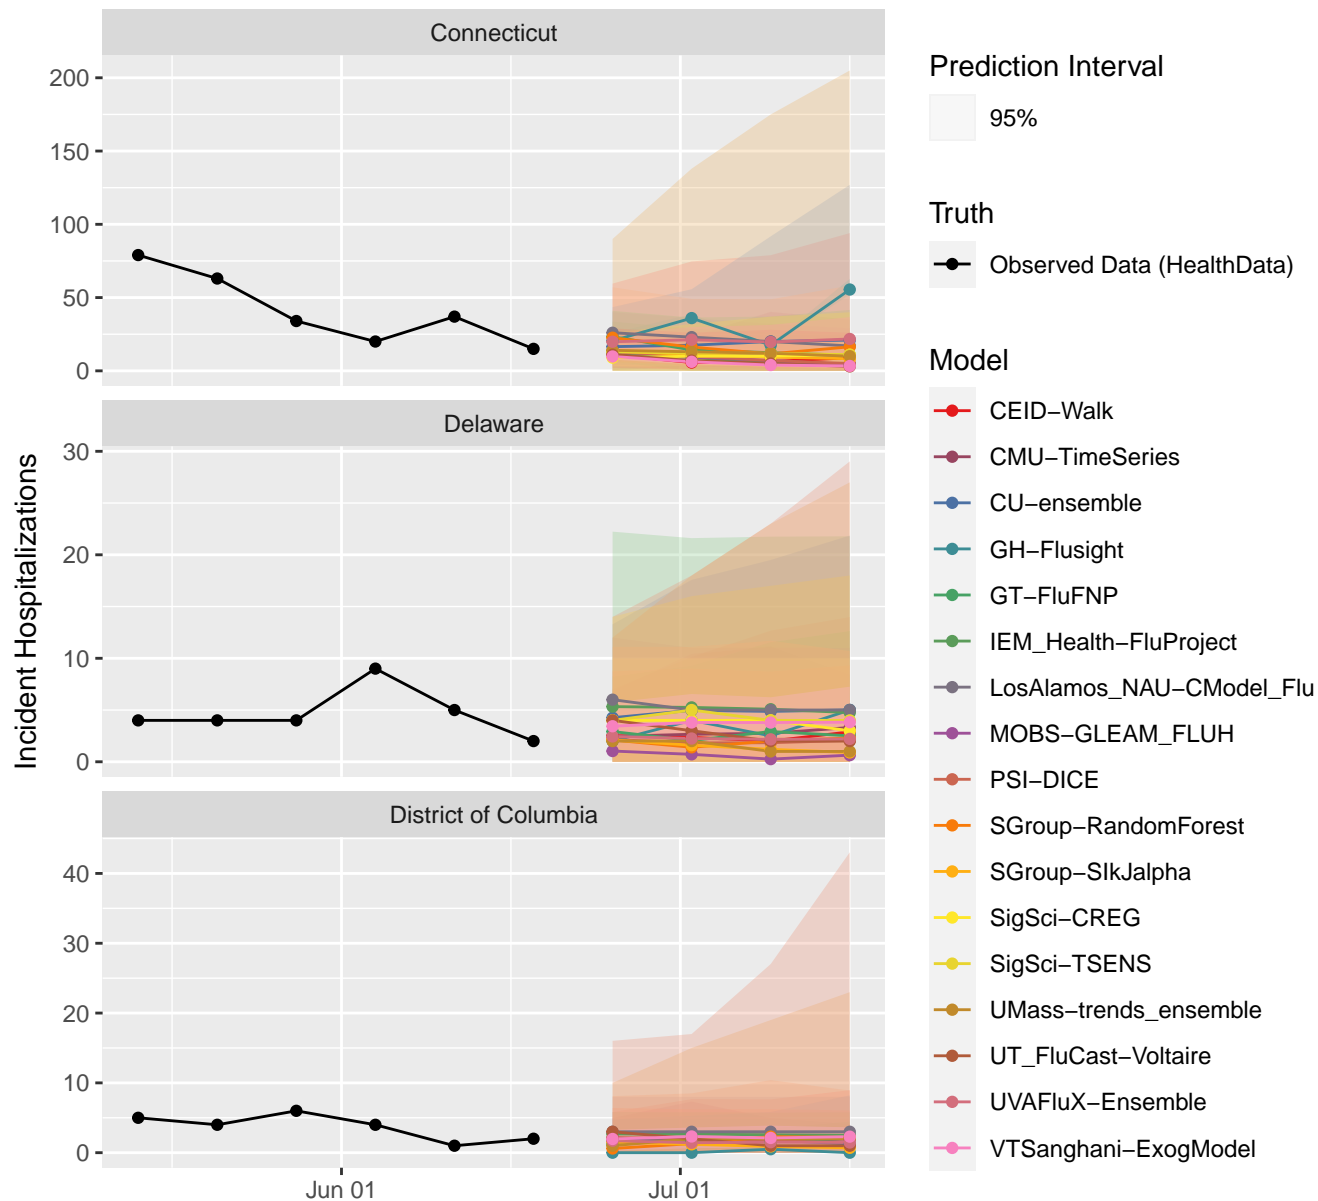 Connecticut
200
150
100
50
0
Delaware
30
20
10
0
District of Columbia
40
30
20
10
0
Jun 01
Jul 01
Incident Hospitalizations
Prediction Interval
95%
Truth
Observed Data (HealthData)
Model
CEID−Walk
CMU−TimeSeries
CU−ensemble
GH−Flusight
GT−FluFNP
IEM_Health−FluProject
LosAlamos_NAU−CModel_Flu
MOBS−GLEAM_FLUH
PSI−DICE
SGroup−RandomForest
SGroup−SIkJalpha
SigSci−CREG
SigSci−TSENS
UMass−trends_ensemble
UT_FluCast−Voltaire
UVAFluX−Ensemble
VTSanghani−ExogModel